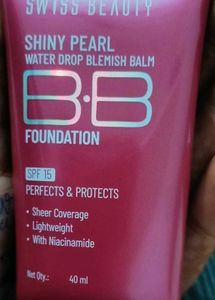 SWISS BEAUTY
SHINY PEARL
WATER DROP BLEMISH BALM
B·B
FOUNDATION
SPF 15
PERFECTS & PROTECTS
• Sheer Coverage
• Lightweight
• With Niacinamide
Net Qty.: 40 ml